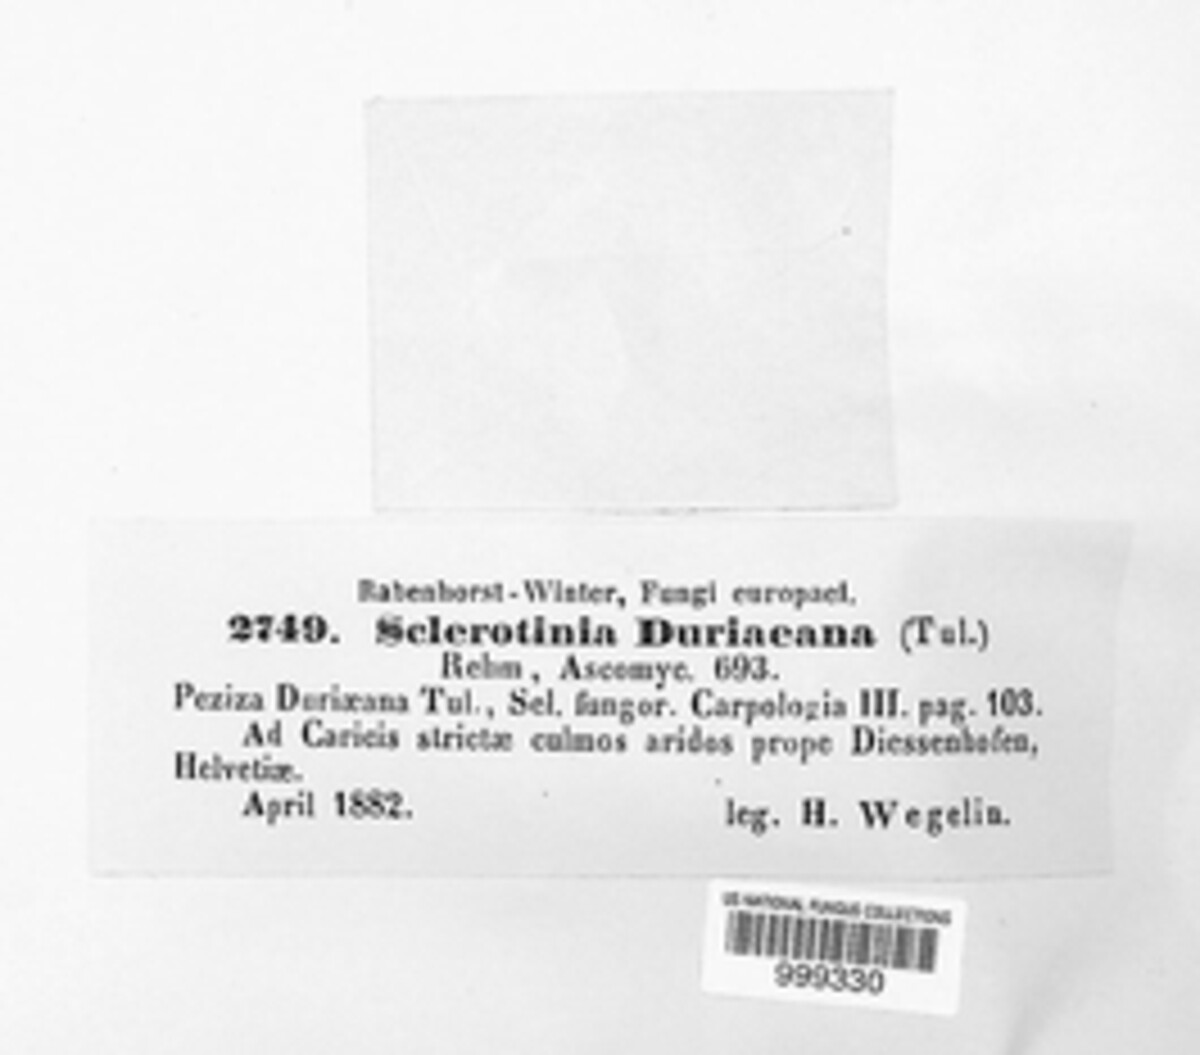 Rabenhorst-Winter, Fungi europaei.
2749. Sclerotinia Duriaeana (Tul.)
Rehm, Ascomyc. 693.
Peziza Duriæana Tul., Sel. fungor. Carpologia III. pag. 103.
Ad Caricis strictæ culmos aridos prope Diessenhofen,
Helvetiæ.
April 1882.
leg. H. Wegelin.
US NATIONAL FUNGUS COLLECTIONS
999330